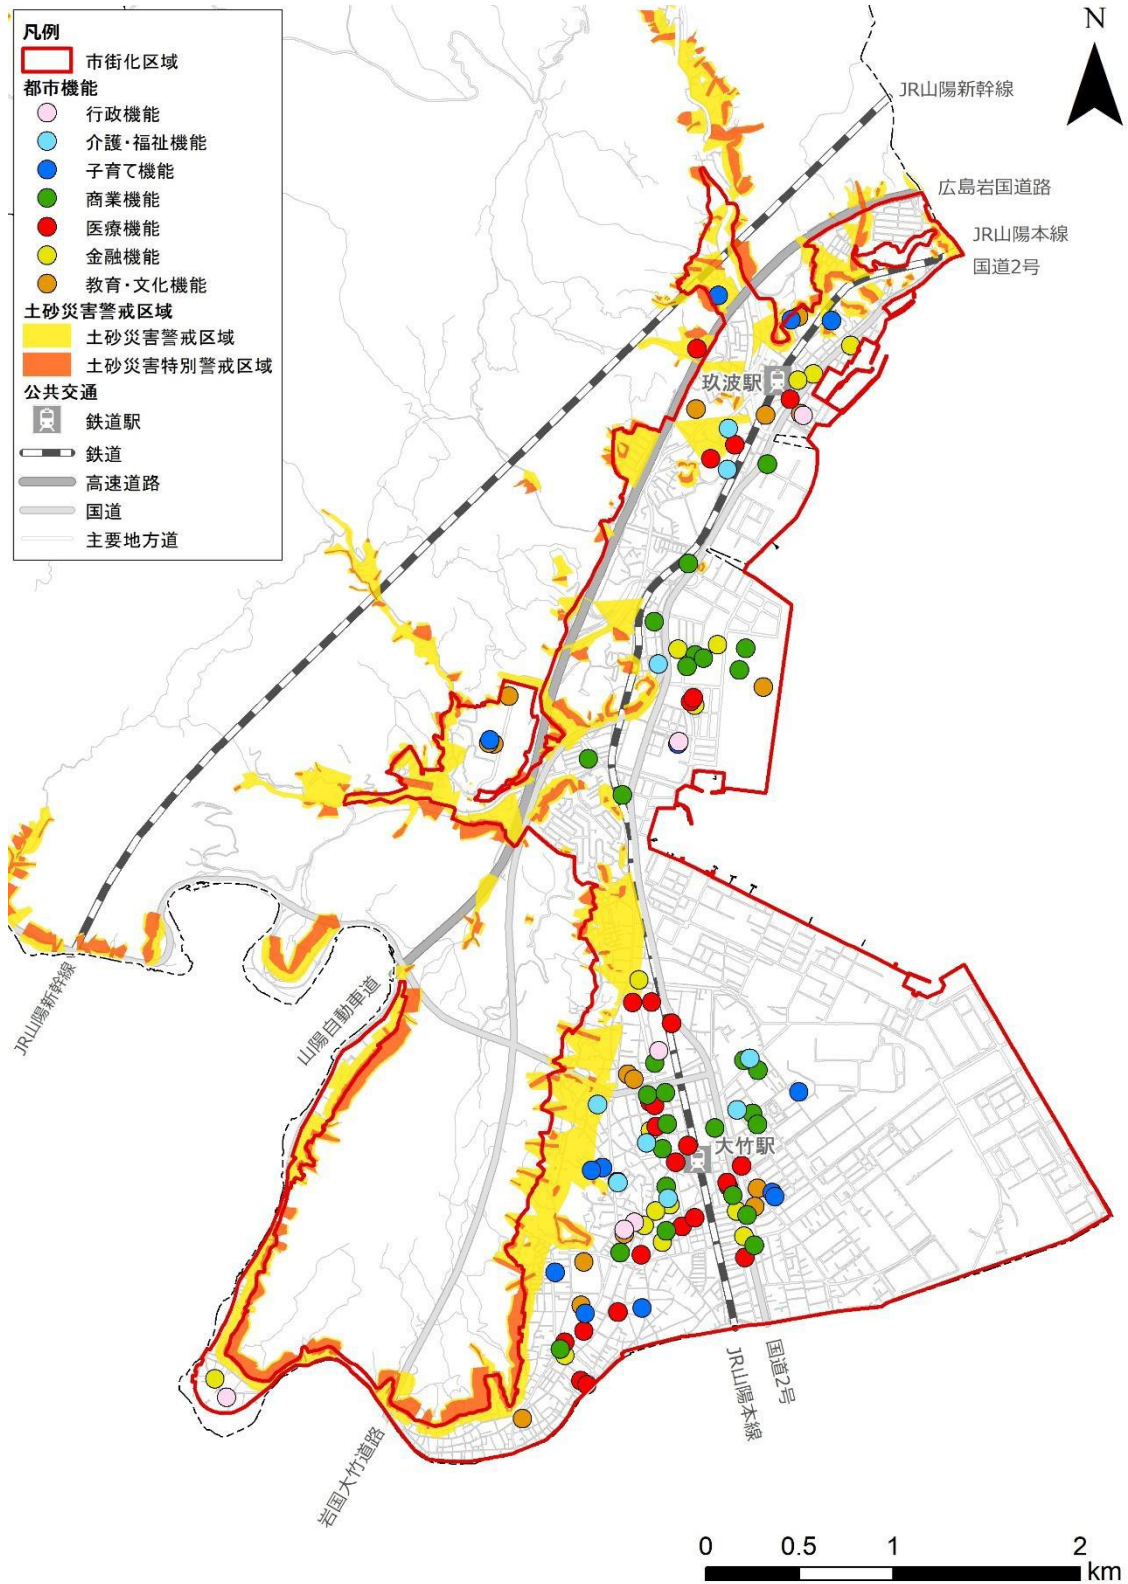 凡例
市街化区域
都市機能
行政機能
介護・福祉機能
子育て機能
商業機能
医療機能
金融機能
教育・文化機能
土砂災害警戒区域
土砂災害警戒区域
土砂災害特別警戒区域
公共交通
鉄道駅
鉄道
高速道路
国道
主要地方道
N
JR山陽新幹線
広島岩国道路
JR山陽本線
国道2号
玖波駅
JR山陽新幹線
山陽自動車道
大竹駅
岩国大竹道路
JR山陽本線
国道2号
0 0.5 1 2
km